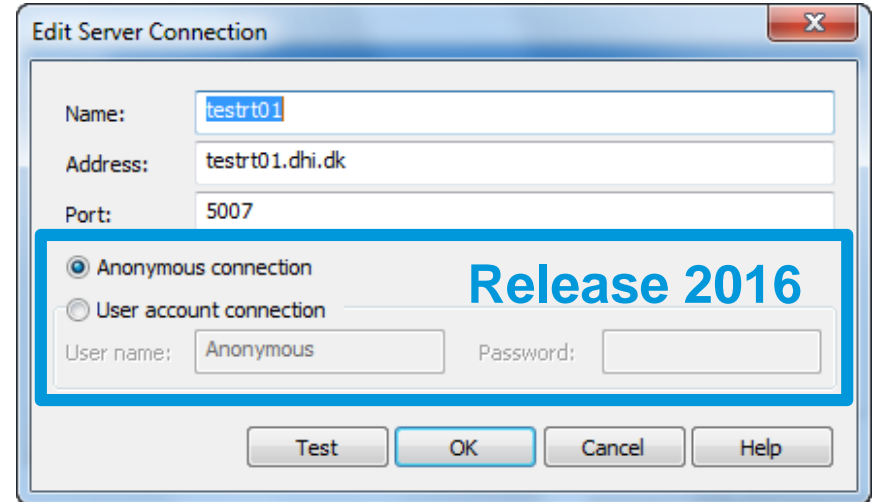 Edit Server Connection
Name: testrt01
Address: testrt01.dhi.dk
Port: 5007
Anonymous connection
Release 2016
User account connection
User name: Anonymous Password:
Test OK Cancel Help